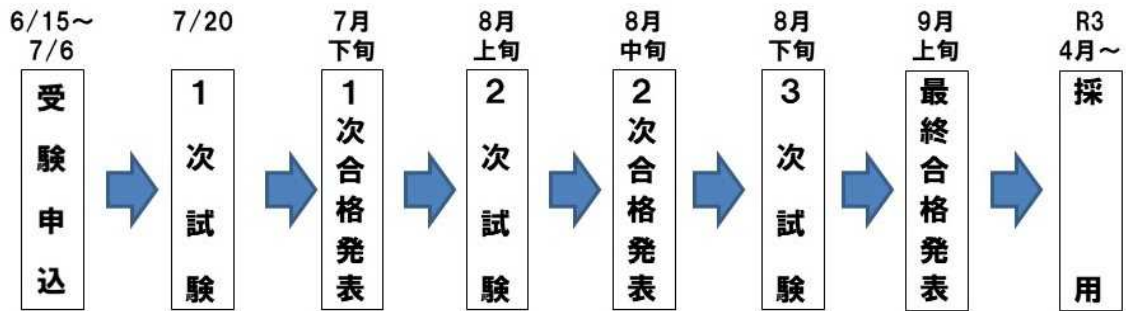 6/15～
7/6
受験申込
7/20
1次試験
7月
下旬
1次合格発表
8月
上旬
2次試験
8月
中旬
2次合格発表
8月
下旬
3次試験
9月
上旬
最終合格発表
R3
4月～
採用